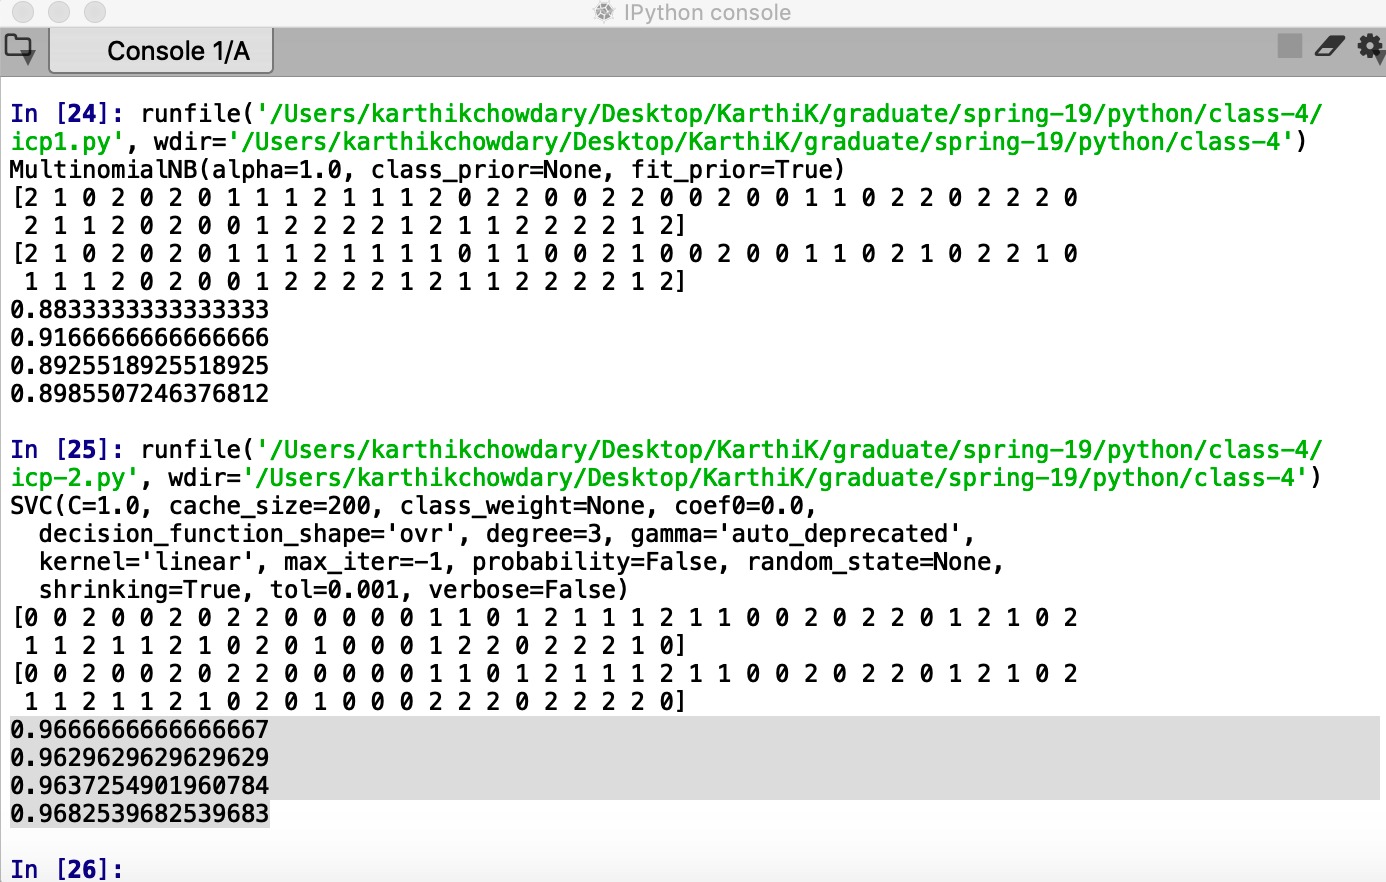 IPython console
Console 1/A
In [24]: runfile('/Users/karthikchowdary/Desktop/KarthiK/graduate/spring-19/python/class-4/
icp1.py', wdir='/Users/karthikchowdary/Desktop/KarthiK/graduate/spring-19/python/class-4')
MultinomialNB(alpha=1.0, class_prior=None, fit_prior=True)
[2 1 0 2 0 2 0 1 1 1 2 1 1 1 2 0 2 2 0 0 2 2 0 0 2 0 0 1 1 0 2 2 0 2 2 2 0
 2 1 1 2 0 2 0 0 1 2 2 2 2 1 2 1 1 2 2 2 2 1 2]
[2 1 0 2 0 2 0 1 1 1 2 1 1 1 1 0 1 1 0 0 2 1 0 0 2 0 0 1 1 0 2 1 0 2 2 1 0
 1 1 1 2 0 2 0 0 1 2 2 2 2 1 2 1 1 2 2 2 2 1 2]
0.8833333333333333
0.9166666666666666
0.8925518925518925
0.8985507246376812
In [25]: runfile('/Users/karthikchowdary/Desktop/KarthiK/graduate/spring-19/python/class-4/
icp-2.py', wdir='/Users/karthikchowdary/Desktop/KarthiK/graduate/spring-19/python/class-4')
SVC(C=1.0, cache_size=200, class_weight=None, coef0=0.0,
  decision_function_shape='ovr', degree=3, gamma='auto_deprecated',
  kernel='linear', max_iter=-1, probability=False, random_state=None,
  shrinking=True, tol=0.001, verbose=False)
[0 0 2 0 0 2 0 2 2 0 0 0 0 0 1 1 0 1 2 1 1 1 2 1 1 0 0 2 0 2 2 0 1 2 1 0 2
 1 1 2 1 1 2 1 0 2 0 1 0 0 0 1 2 2 0 2 2 2 1 0]
[0 0 2 0 0 2 0 2 2 0 0 0 0 0 1 1 0 1 2 1 1 1 2 1 1 0 0 2 0 2 2 0 1 2 1 0 2
 1 1 2 1 1 2 1 0 2 0 1 0 0 0 2 2 2 0 2 2 2 2 0]
0.9666666666666667
0.9629629629629629
0.9637254901960784
0.9682539682539683
In [26]: